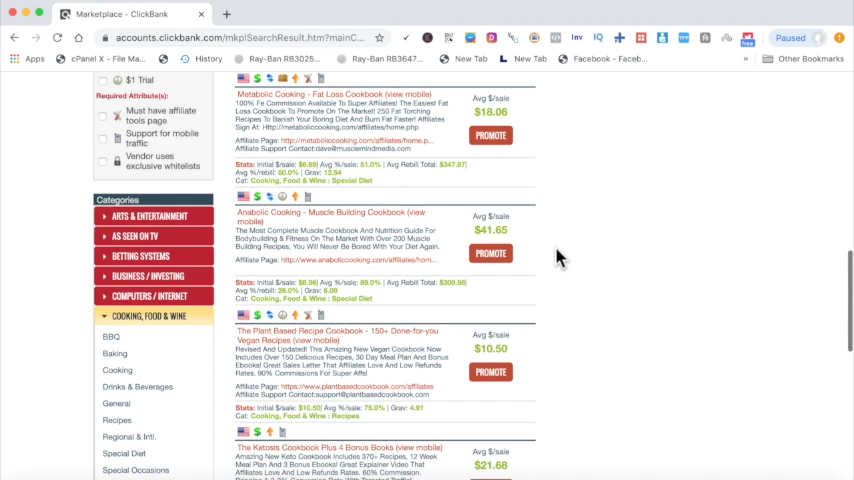 Marketplace - ClickBank
accounts.clickbank.com/mkplSearchResult.htm?mainC...
Inv
IQ
free
Paused
Apps
cPanel X - File Ma...
History
Ray-Ban RB3025...
Ray-Ban RB3647...
New Tab
New Tab
Facebook - Faceb...
Other Bookmarks
$1 Trial
Required Attribute(s):
Must have affiliate
tools page
Support for mobile
traffic
Vendor uses
exclusive whitelists
Categories
ARTS & ENTERTAINMENT
AS SEEN ON TV
BETTING SYSTEMS
BUSINESS / INVESTING
COMPUTERS / INTERNET
COOKING, FOOD & WINE
BBQ
Baking
Cooking
Drinks & Beverages
General
Recipes
Regional & Intl.
Special Diet
Special Occasions
Metabolic Cooking - Fat Loss Cookbook (view mobile)
100% Fe Commission Available To Super Affiliates! The Easiest Fat
Loss Cookbook To Promote On The Market! 250 Fat Torching
Recipes To Banish Your Boring Diet And Burn Fat Faster! Affiliates
Sign At: Http://metaboliccooking.com/affiliates/home.php
Affiliate Page: http://metaboliccooking.com/affiliates/home.p...
Affiliate Support Contact:dave@musclemindmedia.com
Avg $/sale
$18.06
PROMOTE
Stats: Initial $/sale: $6.69| Avg %/sale: 51.0% | Avg Rebill Total: $347.87|
Avg %/rebill: 50.0% | Grav: 12.54
Cat: Cooking, Food & Wine : Special Diet
Anabolic Cooking - Muscle Building Cookbook (view
mobile)
The Most Complete Muscle Cookbook And Nutrition Guide For
Bodybuilding & Fitness On The Market With Over 200 Muscle
Building Recipes, You Will Never Be Bored With Your Diet Again.
Affiliate Page: http://www.anaboliccooking.com/affiliates/hom...
Avg $/sale
$41.65
PROMOTE
Stats: Initial $/sale: $8.96| Avg %/sale: 89.0% | Avg Rebill Total: $309.98|
Avg %/rebill: 26.0% | Grav: 6.09
Cat: Cooking, Food & Wine : Special Diet
The Plant Based Recipe Cookbook - 150+ Done-for-you
Vegan Recipes (view mobile)
Revised And Updated! This Amazing New Vegan Cookbook Now
Includes Over 150 Delicious Recipes, 30 Day Meal Plan And Bonus
Ebooks! Great Sales Letter That Affiliates Love And Low Refunds
Rates. 90% Commissions For Super Affs!
Affiliate Page: https://www.plantbasedcookbook.com/affiliates
Affiliate Support Contact:support@plantbasedcookbook.com
Avg $/sale
$10.50
PROMOTE
Stats: Initial $/sale: $10.50| Avg %/sale: 75.0% | Grav: 4.91
Cat: Cooking, Food & Wine : Recipes
The Ketosis Cookbook Plus 4 Bonus Books (view mobile)
Amazing New Keto Cookbook Includes 370+ Recipes, 12 Week
Meal Plan And 3 Bonus Ebooks! Great Explainer Video That
Affiliates Love And Low Refunds Rates. 60% Commission.
Avg $/sale
$21.68